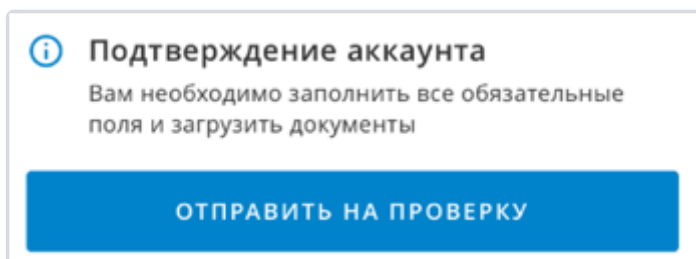 Подтверждение аккаунта
Вам необходимо заполнить все обязательные
поля и загрузить документы
ОТПРАВИТЬ НА ПРОВЕРКУ